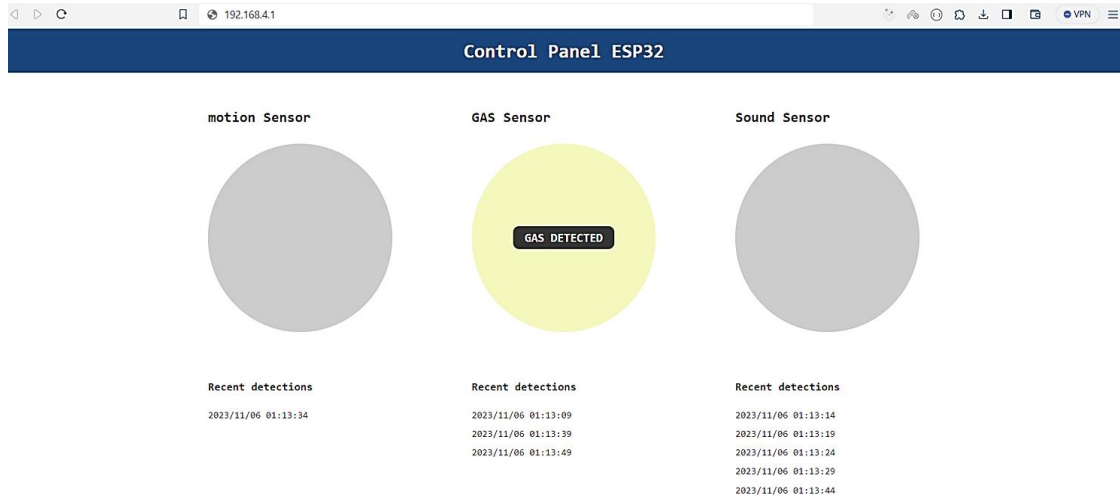 192.168.4.1
VPN
Control Panel ESP32
motion Sensor
GAS Sensor
Sound Sensor
GAS DETECTED
Recent detections
2023/11/06 01:13:34
Recent detections
2023/11/06 01:13:09
2023/11/06 01:13:39
2023/11/06 01:13:49
Recent detections
2023/11/06 01:13:14
2023/11/06 01:13:19
2023/11/06 01:13:24
2023/11/06 01:13:29
2023/11/06 01:13:44